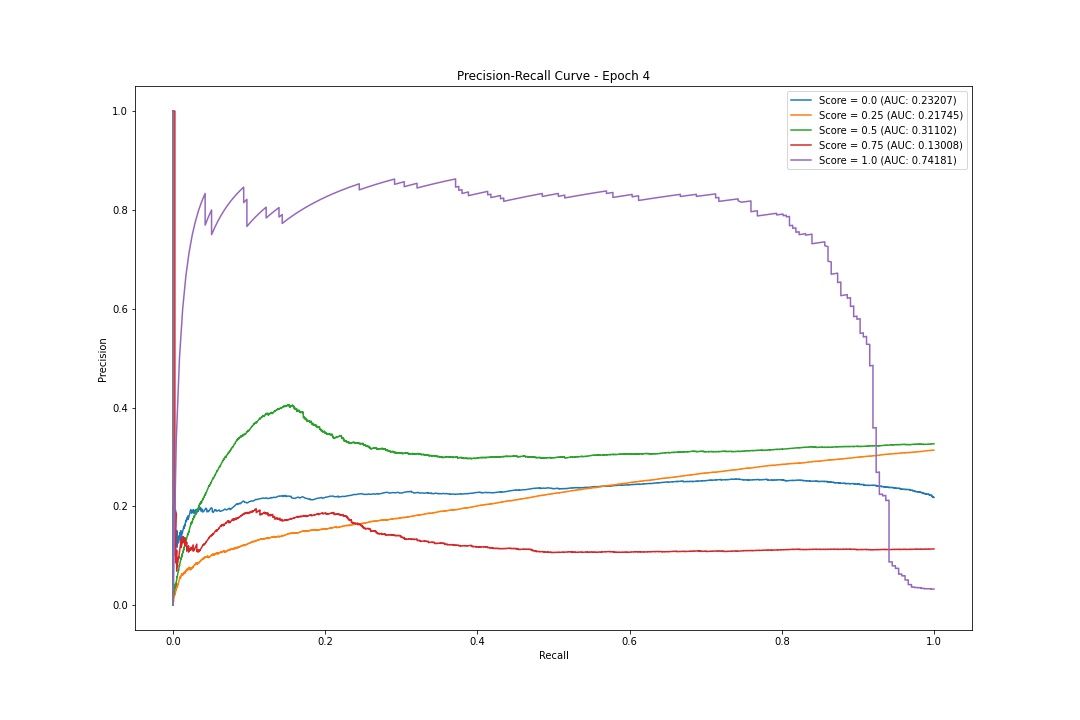 Precision-Recall Curve - Epoch 4
Score = 0.0 (AUC: 0.23207)
Score = 0.25 (AUC: 0.21745)
Score = 0.5 (AUC: 0.31102)
Score = 0.75 (AUC: 0.13008)
Score = 1.0 (AUC: 0.74181)
1.0
0.8
0.6
0.4
0.2
0.0
Precision
0.0 0.2 0.4 0.6 0.8 1.0
Recall